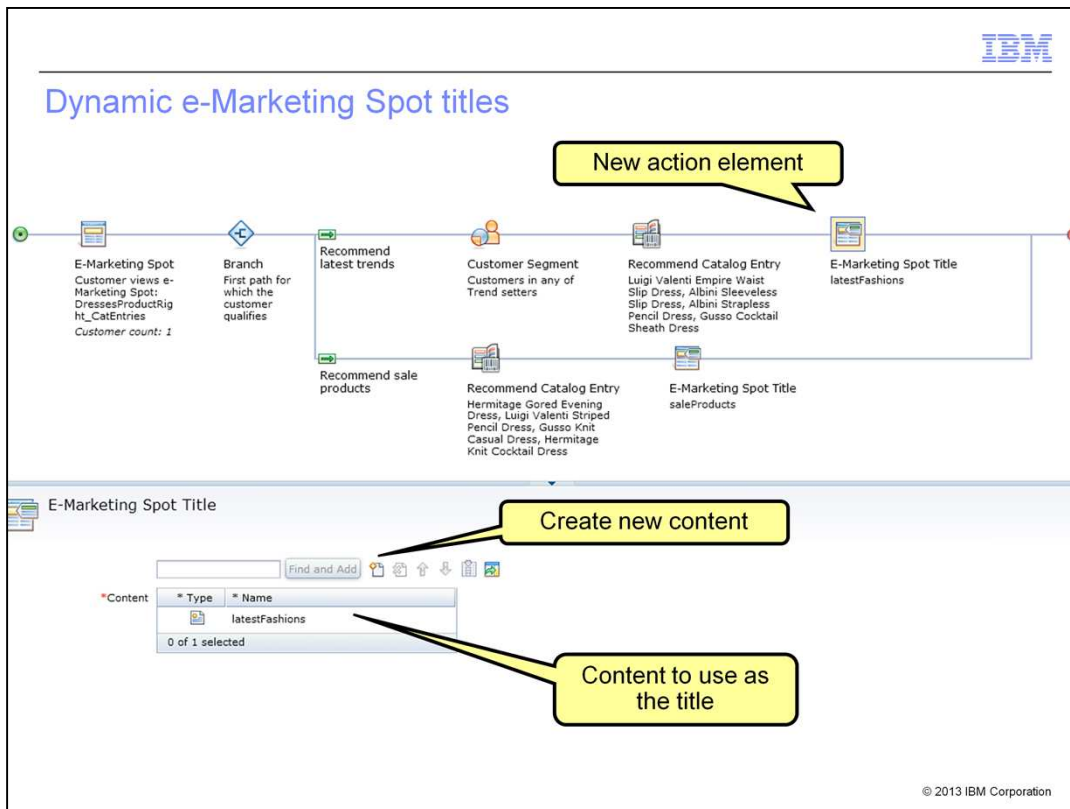 IBM
Dynamic e-Marketing Spot titles
New action element
E-Marketing Spot
Customer views e-
Marketing Spot:
DressesProductRig
ht_CatEntries
Customer count: 1
Branch
First path for
which the
customer
qualifies
Recommend
latest trends
Customer Segment
Customers in any of
Trend setters
Recommend Catalog Entry
Luigi Valenti Empire Waist
Slip Dress, Albini Sleeveless
Slip Dress, Albini Strapless
Pencil Dress, Gusso Cocktail
Sheath Dress
E-Marketing Spot Title
latestFashions
Recommend sale
products
Recommend Catalog Entry
Hermitage Gored Evening
Dress, Luigi Valenti Striped
Pencil Dress, Gusso Knit
Casual Dress, Hermitage
Knit Cocktail Dress
E-Marketing Spot Title
saleProducts
E-Marketing Spot Title
Create new content
Find and Add
*Content
* Type * Name
latestFashions
0 of 1 selected
Content to use as
the title
© 2013 IBM Corporation